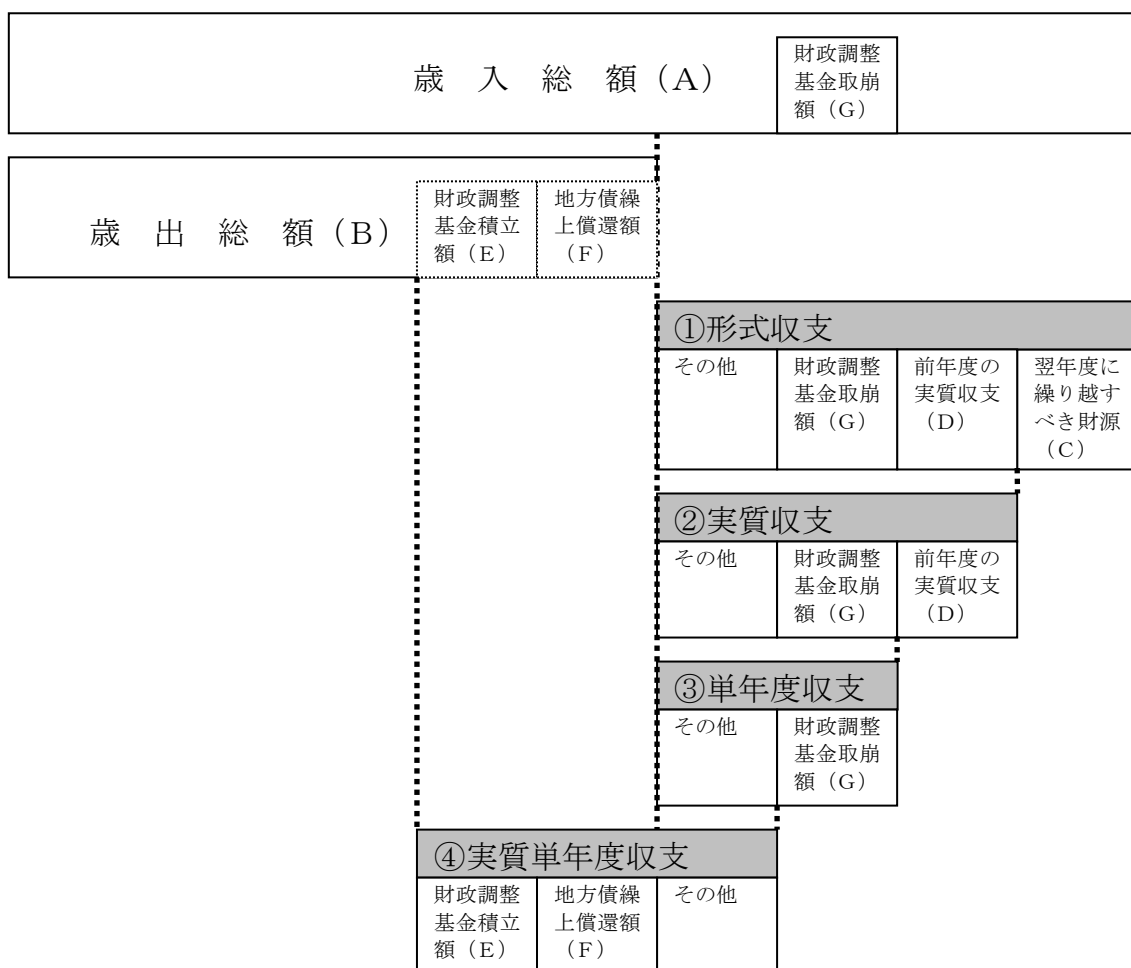 歳　入　総　額（A）
財政調整
基金取崩
額（G）
歳　出　総　額（B）
財政調整
基金積立
額（E）
地方債繰
上償還額
（F）
①形式収支
その他
財政調整
基金取崩
額（G）
前年度の
実質収支
（D）
翌年度に
繰り越す
べき財源
（C）
②実質収支
その他
財政調整
基金取崩
額（G）
前年度の
実質収支
（D）
③単年度収支
その他
財政調整
基金取崩
額（G）
④実質単年度収支
財政調整
基金積立
額（E）
地方債繰
上償還額
（F）
その他